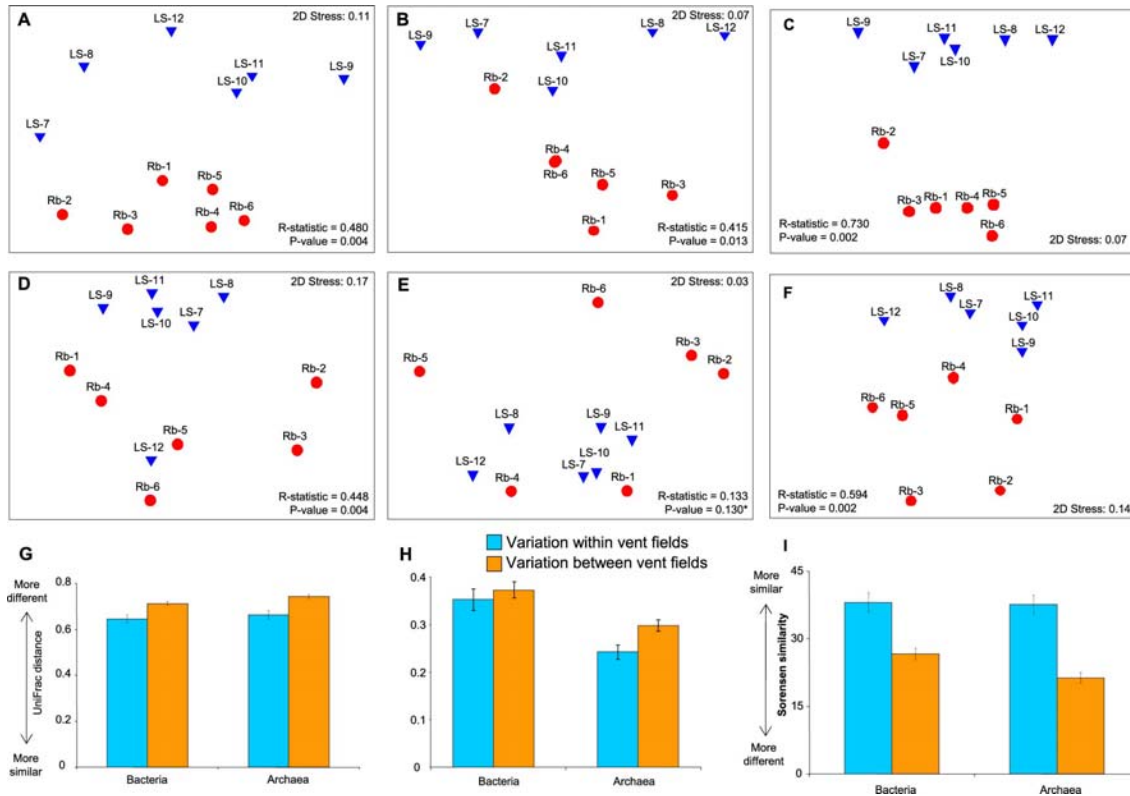 A
2D Stress: 0.11
LS-12
LS-8
LS-11
LS-9
LS-10
LS-7
Rb-1
Rb-5
Rb-2
Rb-3
Rb-4
Rb-6
R-statistic = 0.480
P-value = 0.004
B
2D Stress: 0.07
LS-7
LS-8
LS-12
LS-9
LS-11
Rb-2
LS-10
Rb-4
Rb-6
Rb-5
Rb-3
Rb-1
R-statistic = 0.415
P-value = 0.013
C
LS-9
LS-11
LS-8
LS-12
LS-7
LS-10
Rb-2
Rb-3
Rb-1
Rb-4
Rb-5
Rb-6
R-statistic = 0.730
P-value = 0.002
2D Stress: 0.07
D
2D Stress: 0.17
LS-11
LS-8
LS-9
LS-10
LS-7
Rb-1
Rb-2
Rb-4
Rb-5
Rb-3
LS-12
Rb-6
R-statistic = 0.448
P-value = 0.004
E
2D Stress: 0.03
Rb-6
Rb-3
Rb-2
Rb-5
LS-8
LS-9
LS-11
LS-12
LS-10
LS-7
Rb-4
Rb-1
R-statistic = 0.133
P-value = 0.130*
F
LS-8
LS-11
LS-12
LS-7
LS-10
LS-9
Rb-4
Rb-6
Rb-5
Rb-1
Rb-3
Rb-2
R-statistic = 0.594
P-value = 0.002
2D Stress: 0.14
G
More different
UniFrac distance
More similar
0.8
0.6
0.4
0.2
0
Bacteria
Archaea
H
Variation within vent fields
Variation between vent fields
0.4
0.3
0.2
0.1
0
Bacteria
Archaea
I
More similar
Sorensen similarity
More different
45
30
15
0
Bacteria
Archaea